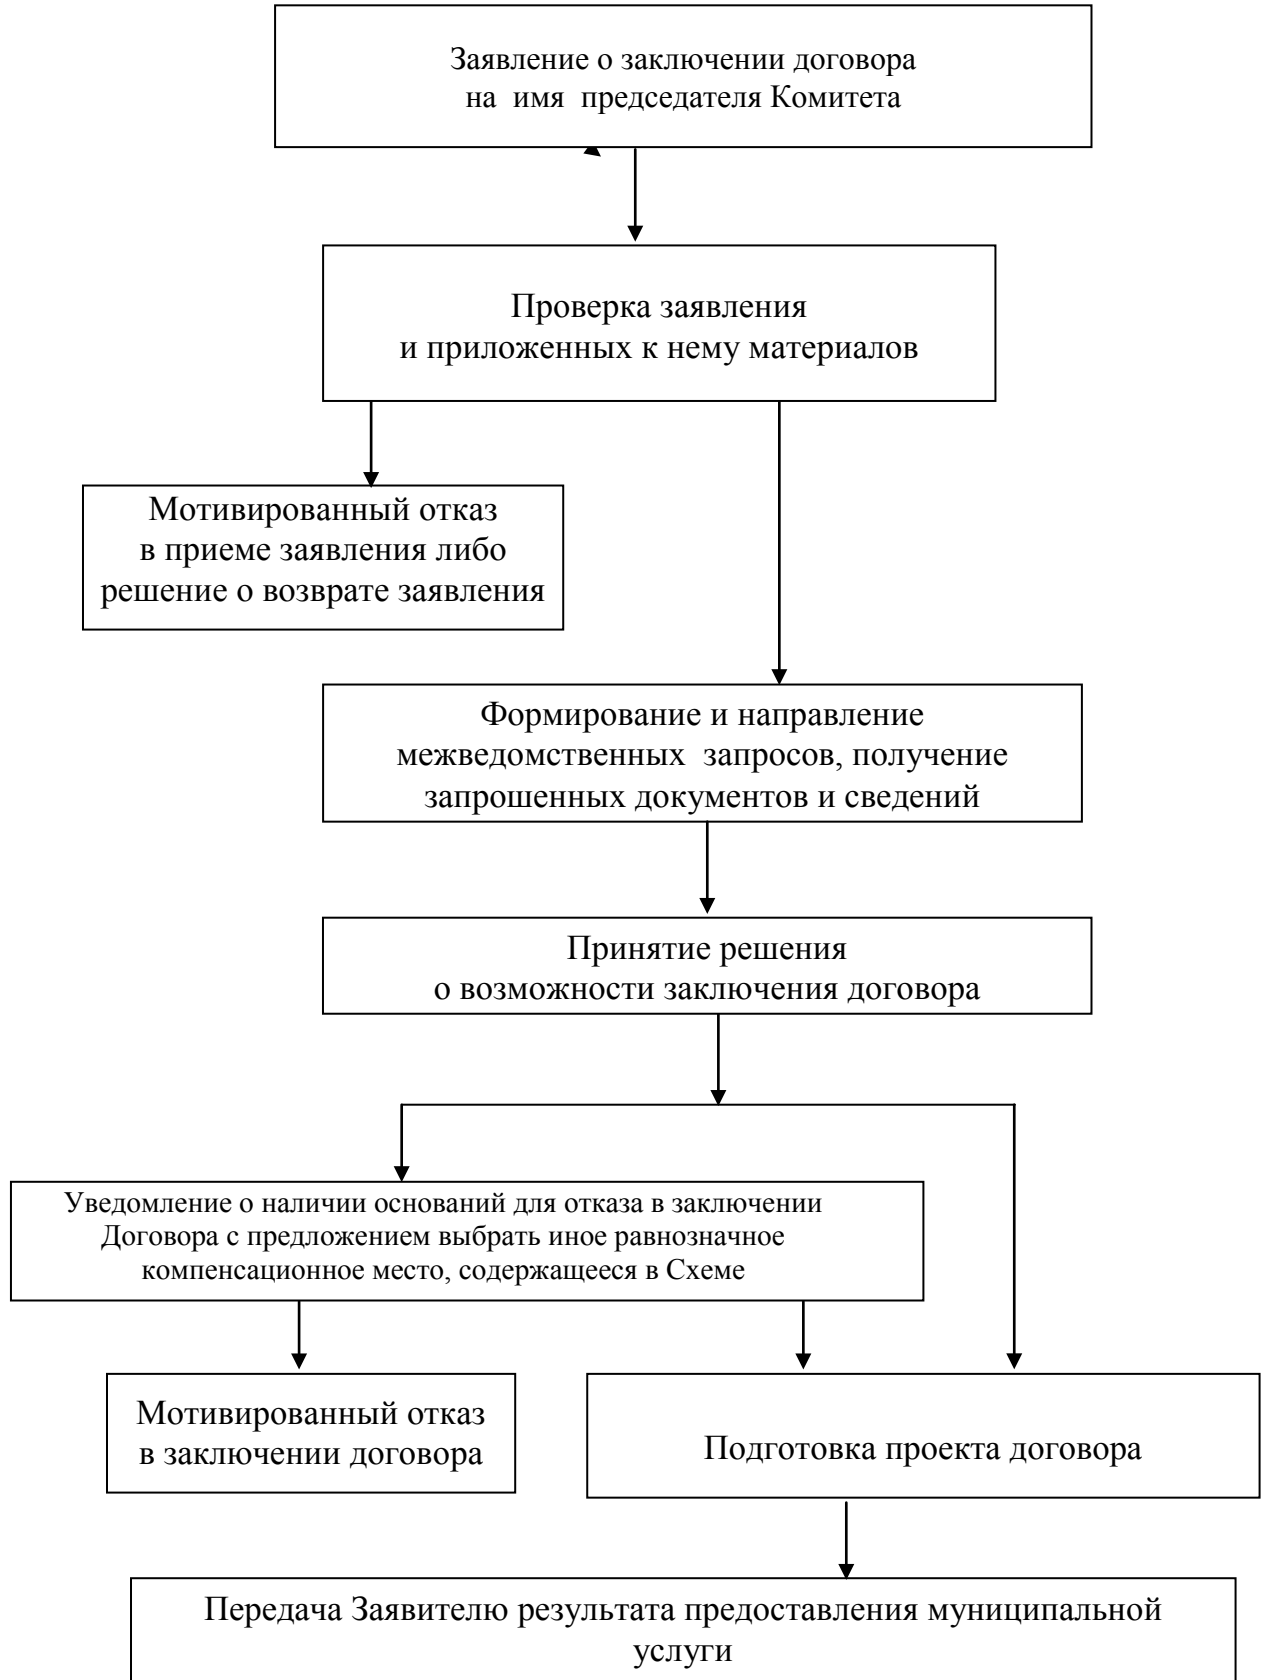 Заявление о заключении договора
на имя председателя Комитета
Проверка заявления
и приложенных к нему материалов
Мотивированный отказ
в приеме заявления либо
решение о возврате заявления
Формирование и направление
межведомственных запросов, получение
запрошенных документов и сведений
Принятие решения
о возможности заключения договора
Уведомление о наличии оснований для отказа в заключении
Договора с предложением выбрать иное равнозначное
компенсационное место, содержащееся в Схеме
Мотивированный отказ
в заключении договора
Подготовка проекта договора
Передача Заявителю результата предоставления муниципальной
услуги